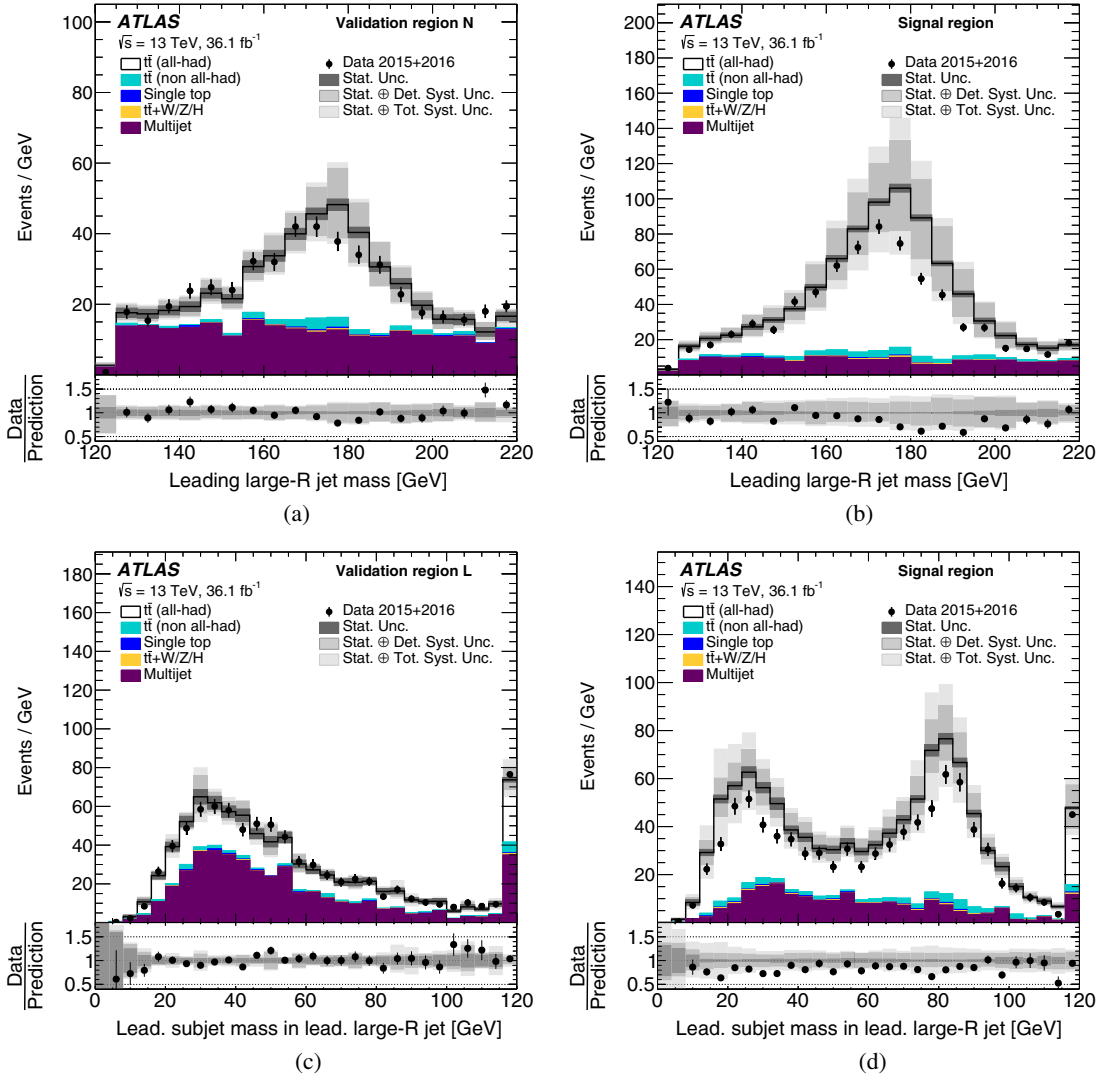 ATLAS Validation region N
√s = 13 TeV, 36.1 fb⁻¹
tt̄ (all-had) Data 2015+2016
tt̄ (non all-had) Stat. Unc.
Single top Stat. ⊕ Det. Syst. Unc.
tt̄+W/Z/H Stat. ⊕ Tot. Syst. Unc.
Multijet
Events / GeV
100
80
60
40
20
Data
Prediction
1.5
1
0.5
120 140 160 180 200 220
Leading large-R jet mass [GeV]
(a)
ATLAS Signal region
√s = 13 TeV, 36.1 fb⁻¹
tt̄ (all-had) Data 2015+2016
tt̄ (non all-had) Stat. Unc.
Single top Stat. ⊕ Det. Syst. Unc.
tt̄+W/Z/H Stat. ⊕ Tot. Syst. Unc.
Multijet
Events / GeV
200
180
160
140
120
100
80
60
40
20
Data
Prediction
1.5
1
0.5
120 140 160 180 200 220
Leading large-R jet mass [GeV]
(b)
ATLAS Validation region L
√s = 13 TeV, 36.1 fb⁻¹
tt̄ (all-had) Data 2015+2016
tt̄ (non all-had) Stat. Unc.
Single top Stat. ⊕ Det. Syst. Unc.
tt̄+W/Z/H Stat. ⊕ Tot. Syst. Unc.
Multijet
Events / GeV
180
160
140
120
100
80
60
40
20
Data
Prediction
1.5
1
0.5
0 20 40 60 80 100 120
Lead. subjet mass in lead. large-R jet [GeV]
(c)
ATLAS Signal region
√s = 13 TeV, 36.1 fb⁻¹
tt̄ (all-had) Data 2015+2016
tt̄ (non all-had) Stat. Unc.
Single top Stat. ⊕ Det. Syst. Unc.
tt̄+W/Z/H Stat. ⊕ Tot. Syst. Unc.
Multijet
Events / GeV
140
120
100
80
60
40
20
Data
Prediction
1.5
1
0.5
0 20 40 60 80 100 120
Lead. subjet mass in lead. large-R jet [GeV]
(d)